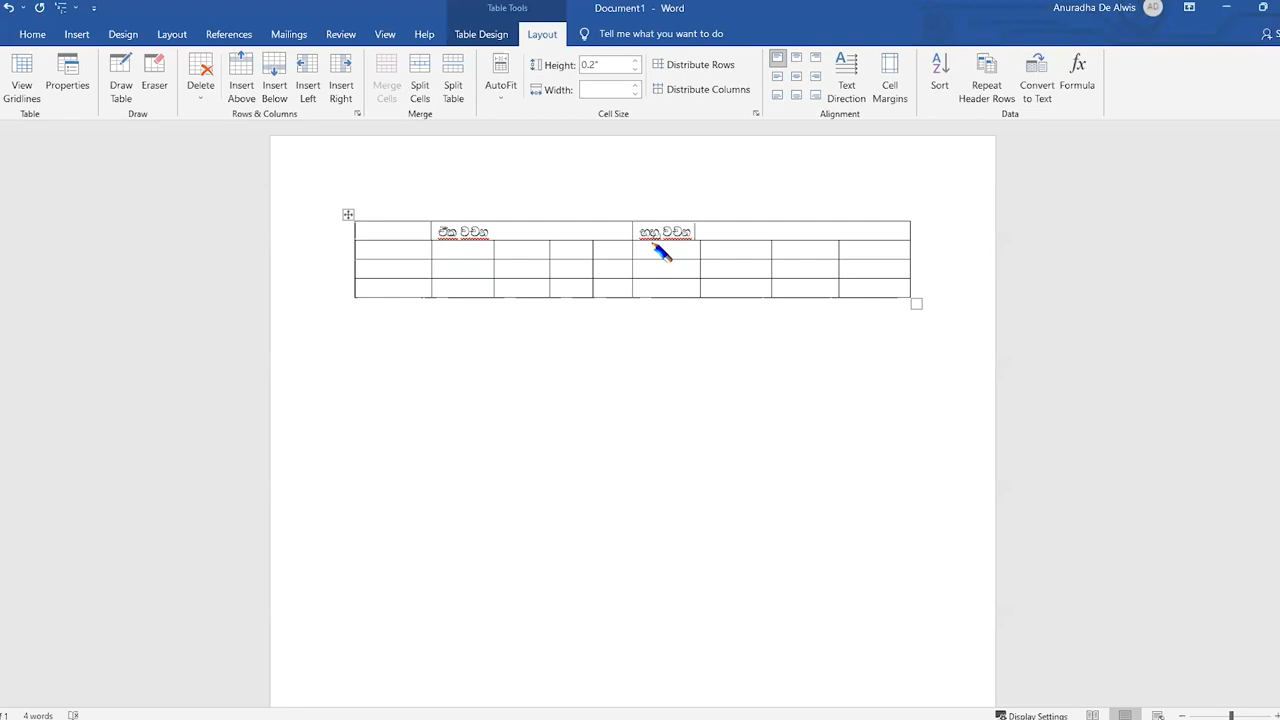 Table Tools
Document1 - Word
Anuradha De Alwis
AD
Home Insert Design Layout References Mailings Review View Help Table Design Layout Tell me what you want to do
View Gridlines
Properties
Table
Draw Table
Eraser
Draw
Delete
Insert Above
Insert Below
Insert Left
Insert Right
Rows & Columns
Merge Cells
Split Cells
Split Table
Merge
AutoFit
Height: 0.2"
Width:
Distribute Rows
Distribute Columns
Cell Size
Text Direction
Cell Margins
Alignment
Sort
Repeat Header Rows
Convert to Text
fx
Formula
Data
ඒක වචන
භහු වචන
4 words
Display Settings